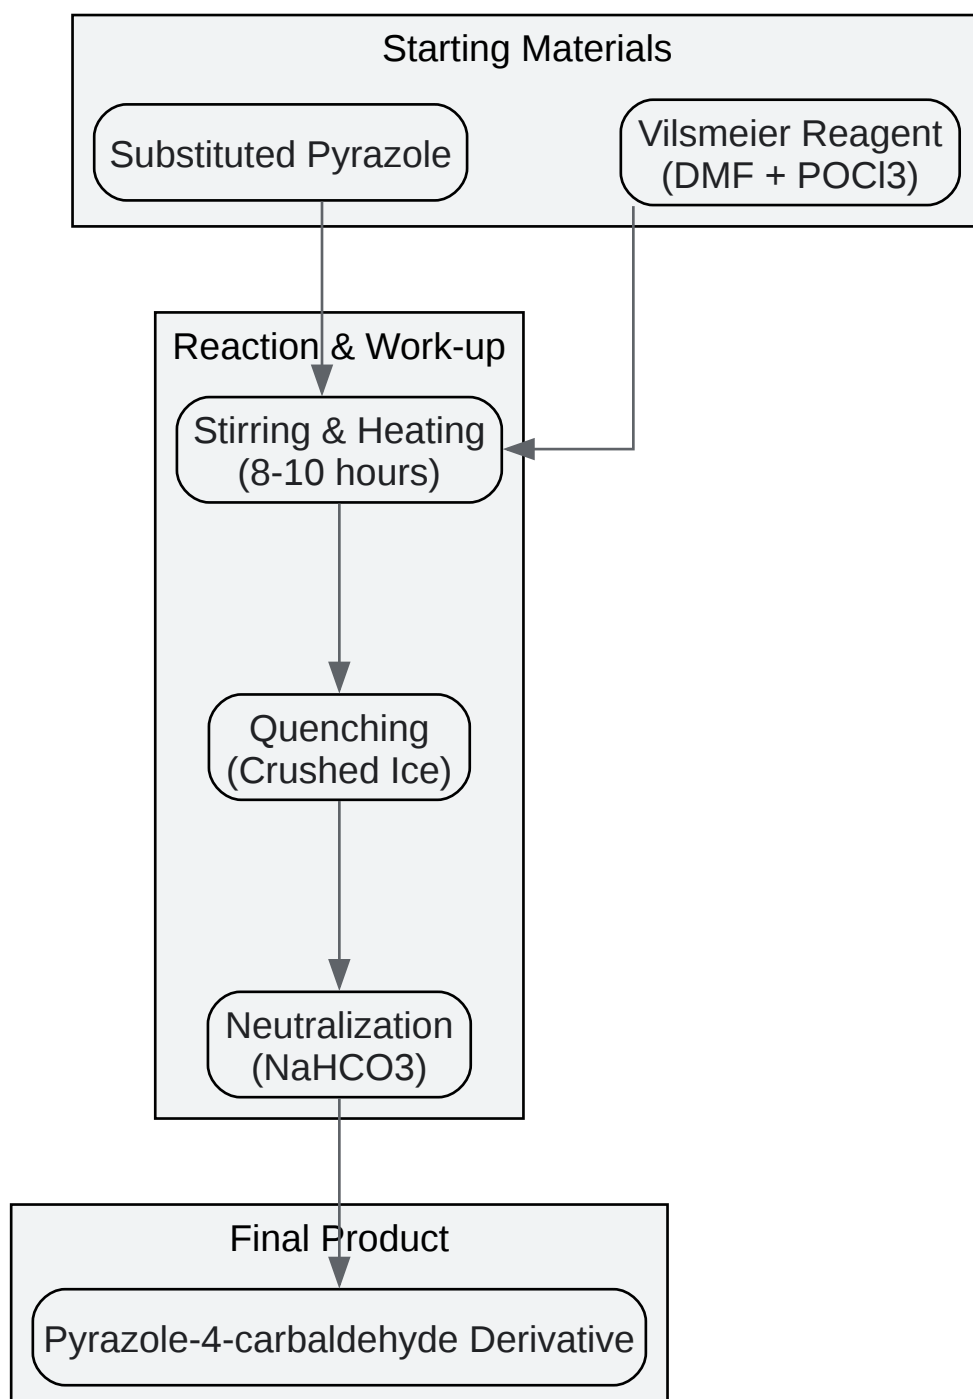 Starting Materials
Substituted Pyrazole
Vilsmeier Reagent
(DMF + POCl3)
Reaction & Work-up
Stirring & Heating
(8-10 hours)
Quenching
(Crushed Ice)
Neutralization
(NaHCO3)
Final Product
Pyrazole-4-carbaldehyde Derivative